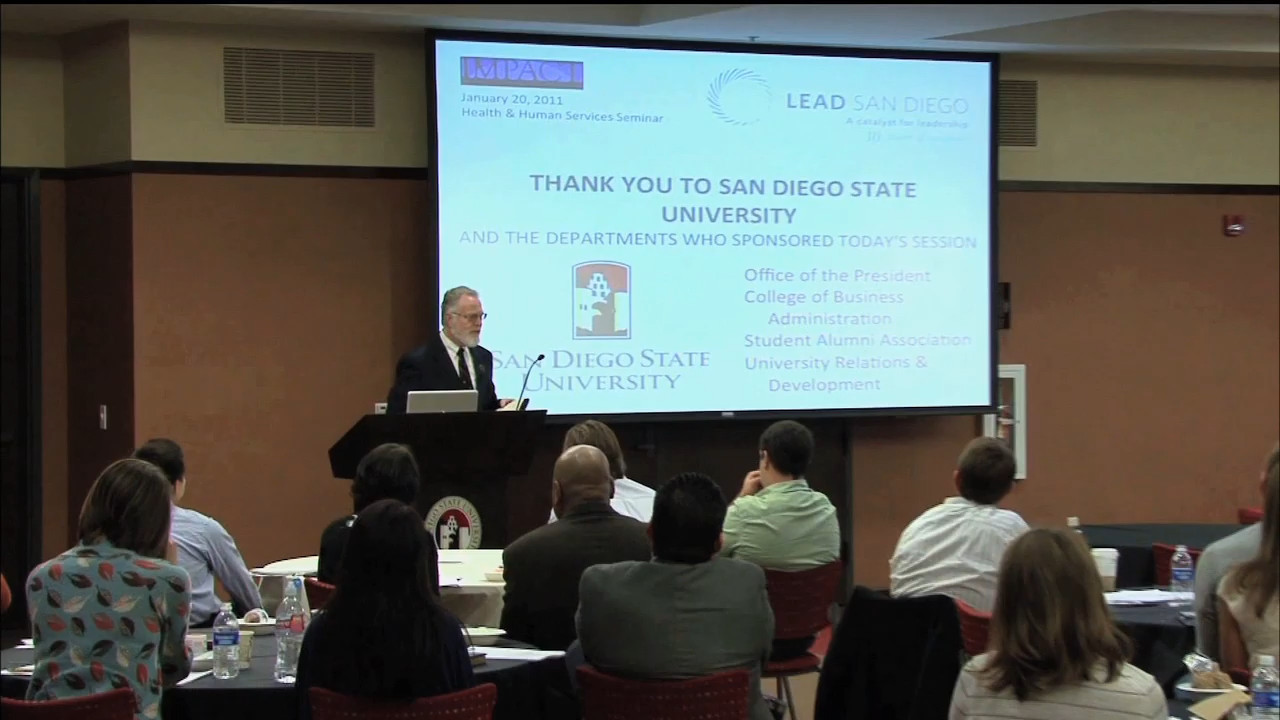 IMPACT
January 20, 2011
Health & Human Services Seminar
LEAD SAN DIEGO
A catalyst for leadership.
THANK YOU TO SAN DIEGO STATE
UNIVERSITY
AND THE DEPARTMENTS WHO SPONSORED TODAY'S SESSION
Office of the President
College of Business
Administration
Student Alumni Association
University Relations &
Development
SAN DIEGO STATE
UNIVERSITY